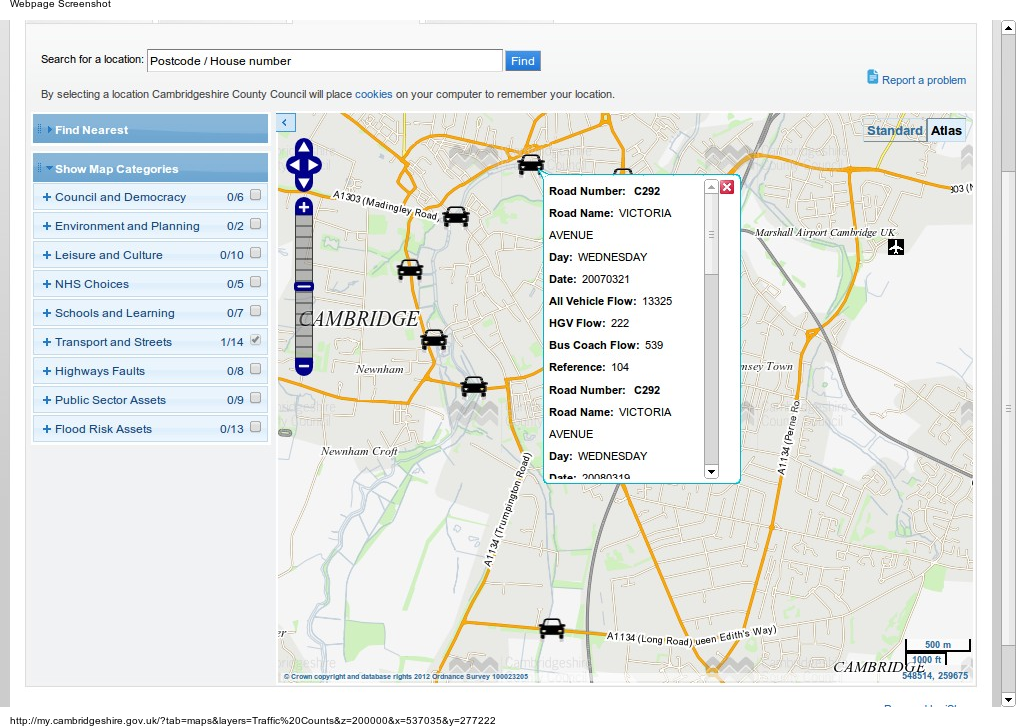 Webpage Screenshot
Search for a location: Postcode / House number Find
Report a problem
By selecting a location Cambridgeshire County Council will place cookies on your computer to remember your location.
Find Nearest
Show Map Categories
Council and Democracy 0/6
Environment and Planning 0/2
Leisure and Culture 0/10
NHS Choices 0/5
Schools and Learning 0/7
Transport and Streets 1/14
Highways Faults 0/8
Public Sector Assets 0/9
Flood Risk Assets 0/13
Standard Atlas
A1303 (Madingley Road)
Marshall Airport Cambridge UK
CAMBRIDGE
Newnham
Newnham Croft
A1134 (Trumpington Road)
A1134 (Perne Ro
A1134 (Long Road)
ueen Edith's Way)
msey Town
303 (N
Road Number: C292
Road Name: VICTORIA
AVENUE
Day: WEDNESDAY
Date: 20070321
All Vehicle Flow: 13325
HGV Flow: 222
Bus Coach Flow: 539
Reference: 104
Road Number: C292
Road Name: VICTORIA
AVENUE
Day: WEDNESDAY
Date: 20080319
500 m
1000 ft
CAMBRIDGE
548514, 259675
© Crown copyright and database rights 2012 Ordnance Survey 100023205
http://my.cambridgeshire.gov.uk/?tab=maps&layers=Traffic%20Counts&z=200000&x=537035&y=277222